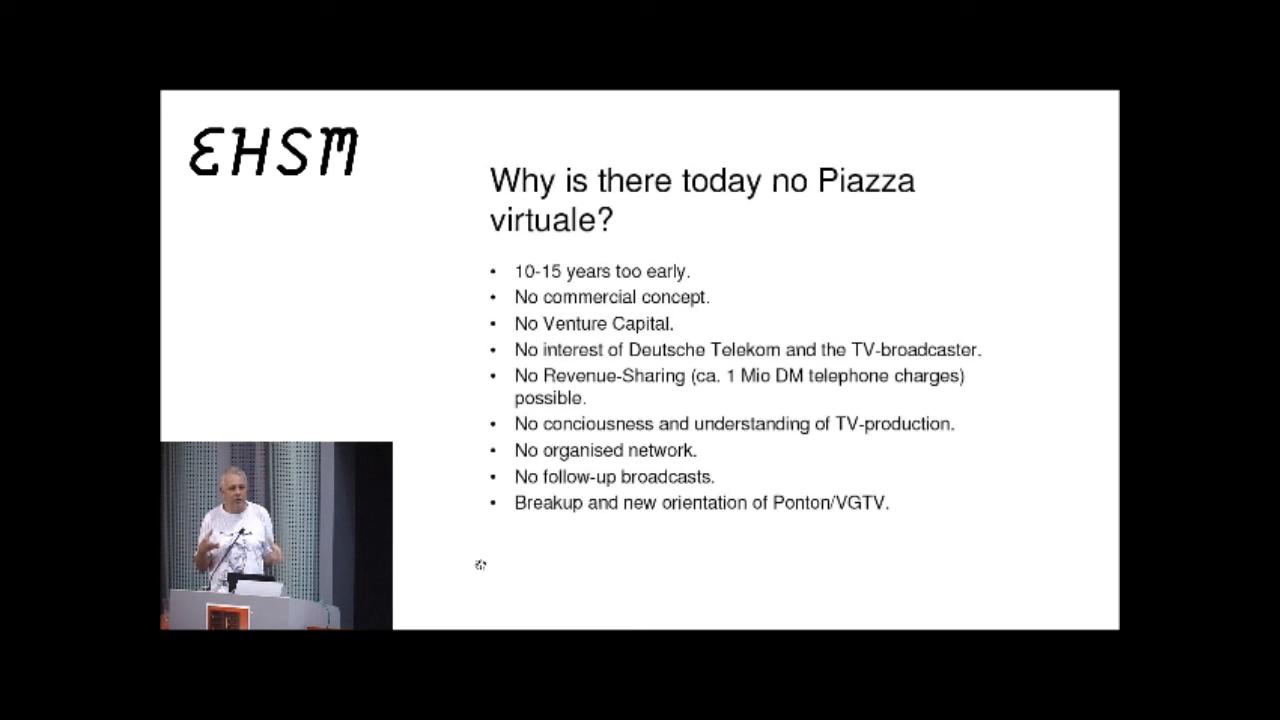 EHSM
Why is there today no Piazza
virtuale?
• 10-15 years too early.
• No commercial concept.
• No Venture Capital.
• No interest of Deutsche Telekom and the TV-broadcaster.
• No Revenue-Sharing (ca. 1 Mio DM telephone charges)
possible.
• No conciousness and understanding of TV-production.
• No organised network.
• No follow-up broadcasts.
• Breakup and new orientation of Ponton/VGTV.